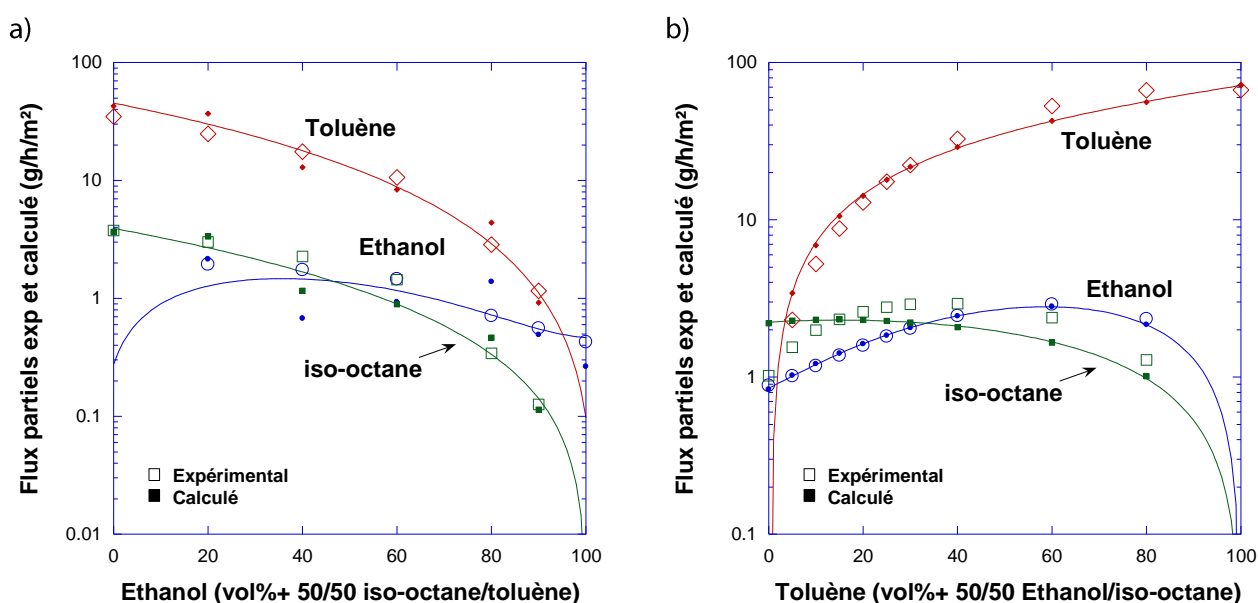 a)
Flux partiels exp et calculé (g/h/m²)
100
10
1
0.1
0.01
Toluène
Ethanol
iso-octane
Expérimental
Calculé
0 20 40 60 80 100
Ethanol (vol%+ 50/50 iso-octane/toluène)
b)
Flux partiels exp et calculé (g/h/m²)
100
10
1
0.1
Toluène
Ethanol
iso-octane
Expérimental
Calculé
0 20 40 60 80 100
Toluène (vol%+ 50/50 Ethanol/iso-octane)